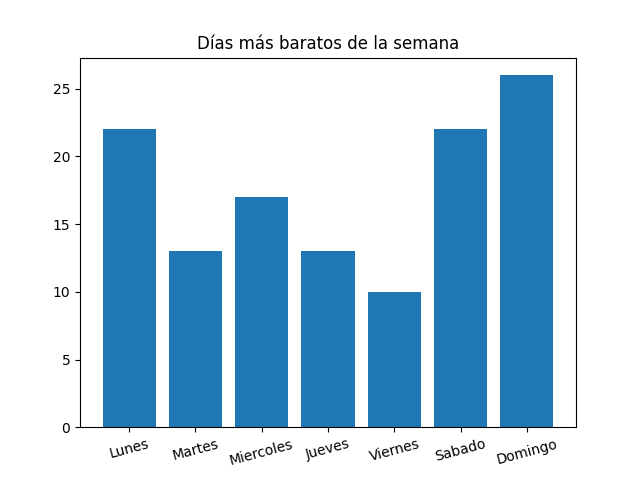 Días más baratos de la semana
25
20
15
10
5
0
Lunes
Martes
Miercoles
Jueves
Viernes
Sabado
Domingo